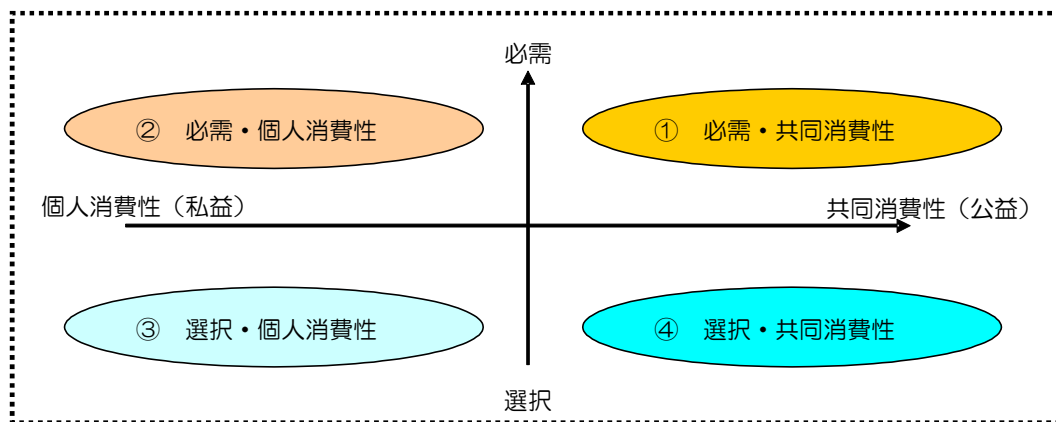 必需
② 必需・個人消費性
① 必需・共同消費性
個人消費性（私益）
共同消費性（公益）
③ 選択・個人消費性
④ 選択・共同消費性
選択